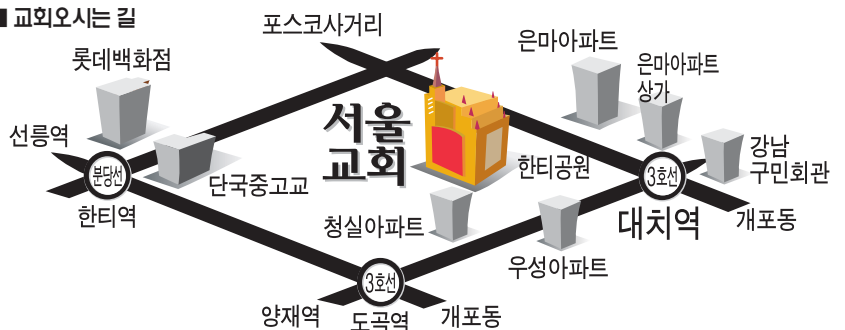 ■ 교회오시는 길
포스코사거리
은마아파트
롯데백화점
은마아파트
상가
서울
교회
선릉역
강남
구민회관
분당선
단국중고교
한티공원
3호선
한티역
청실아파트
대치역
개포동
우성아파트
3호선
양재역
도곡역
개포동